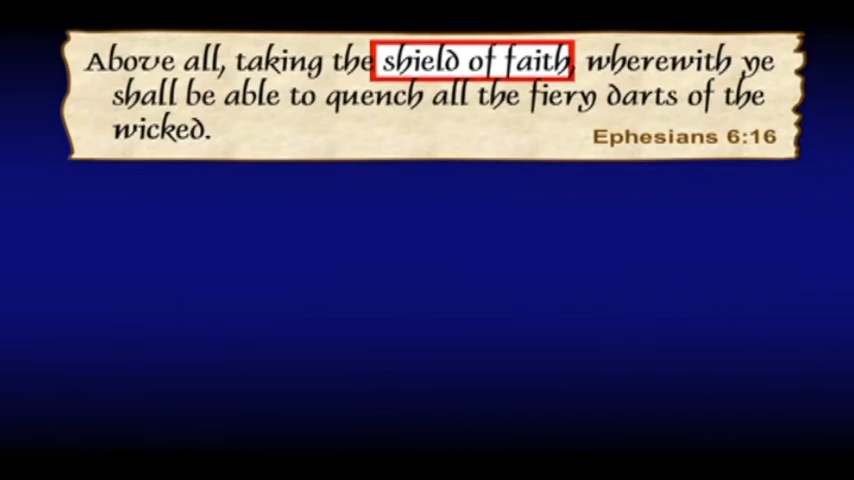 Above all, taking the shield of faith, wherewith ye
shall be able to quench all the fiery darts of the
wicked.
Ephesians 6:16